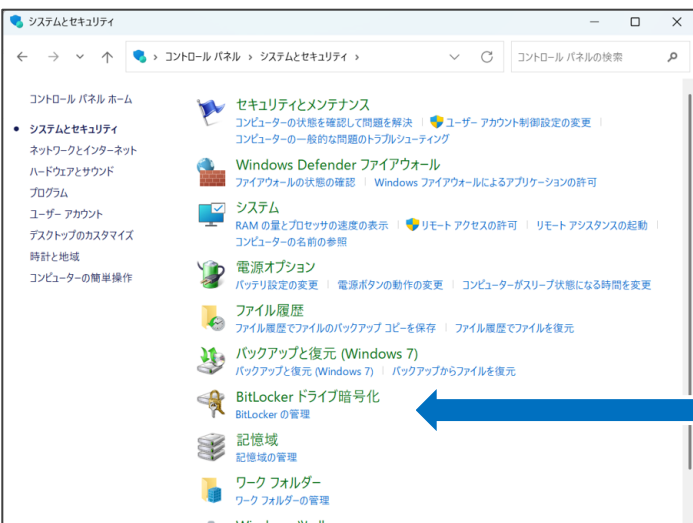 システムとセキュリティ
コントロール パネル › システムとセキュリティ ›
コントロール パネルの検索
コントロール パネル ホーム
システムとセキュリティ
ネットワークとインターネット
ハードウェアとサウンド
プログラム
ユーザー アカウント
デスクトップのカスタマイズ
時計と地域
コンピューターの簡単操作
セキュリティとメンテナンス
コンピューターの状態を確認して問題を解決 | ユーザー アカウント制御設定の変更 |
コンピューターの一般的な問題のトラブルシューティング
Windows Defender ファイアウォール
ファイアウォールの状態の確認 | Windows ファイアウォールによるアプリケーションの許可
システム
RAM の量とプロセッサの速度の表示 | リモート アクセスの許可 | リモート アシスタンスの起動 |
コンピューターの名前の参照
電源オプション
バッテリ設定の変更 | 電源ボタンの動作の変更 | コンピューターがスリープ状態になる時間を変更
ファイル履歴
ファイル履歴でファイルのバックアップ コピーを保存 | ファイル履歴でファイルを復元
バックアップと復元 (Windows 7)
バックアップと復元 (Windows 7) | バックアップからファイルを復元
BitLocker ドライブ暗号化
BitLocker の管理
記憶域
記憶域の管理
ワーク フォルダー
ワーク フォルダーの管理